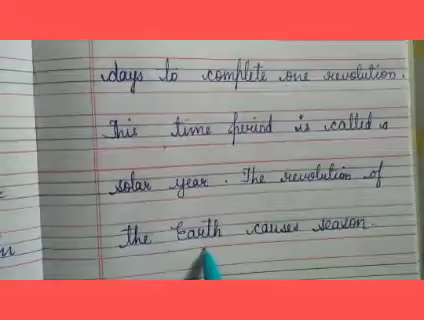 days to complete one revolution.
This time period is called a
solar year. The revolution of
the Earth causes season.